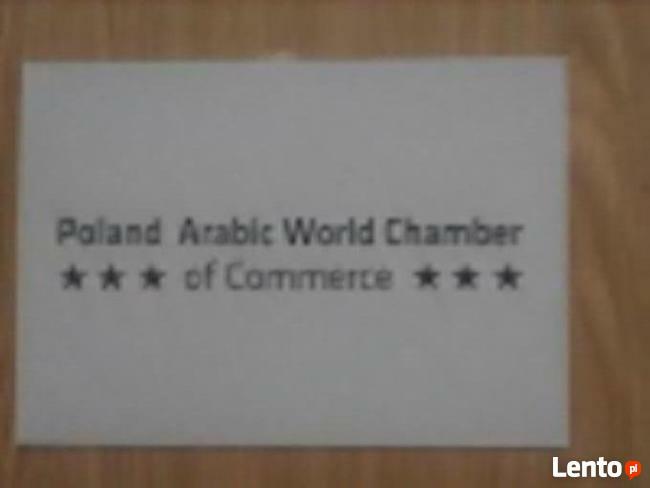 Poland Arabic World Chamber
★ ★ ★ of Commerce ★ ★ ★
Lento pl